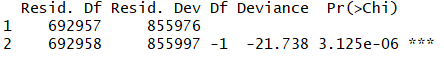 Resid. Df Resid. Dev Df Deviance Pr(>Chi)
1 692957 855976
2 692958 855997 -1 -21.738 3.125e-06 ***